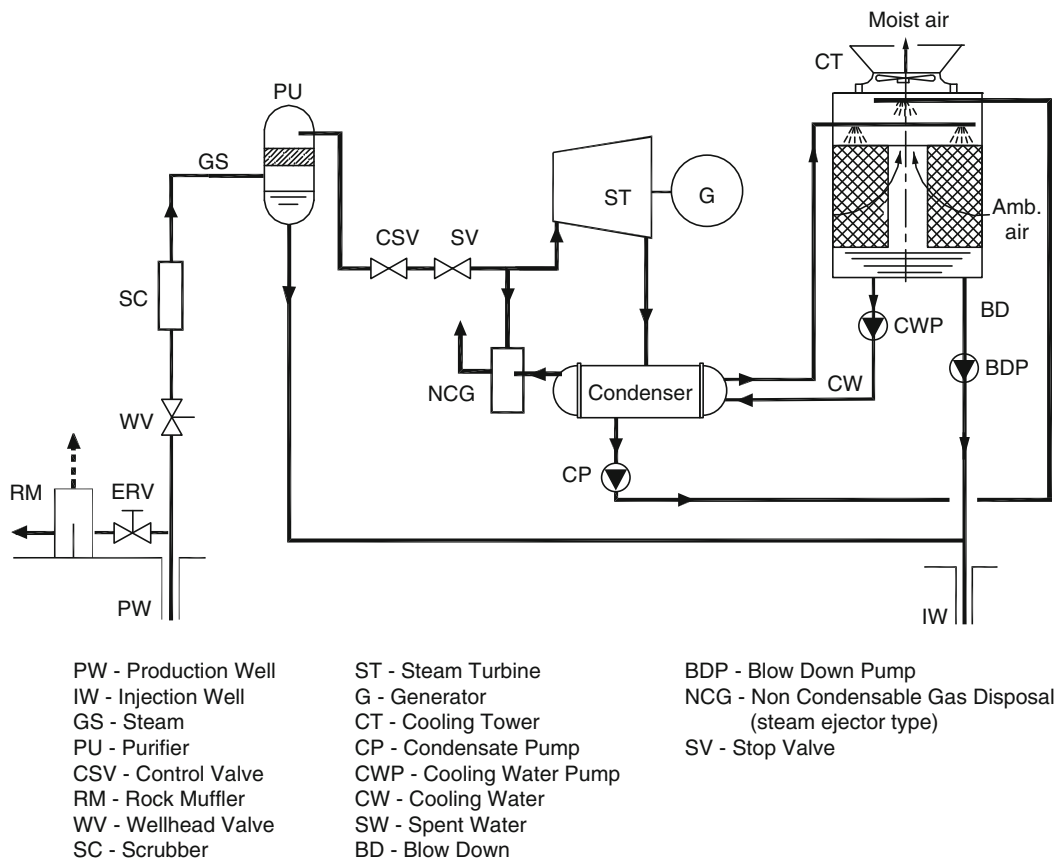 Moist air
CT
PU
GS
ST
G
Amb.
air
CSV
SV
SC
BD
CWP
NCG
Condenser
CW
BDP
WV
CP
RM
ERV
PW
IW
PW - Production Well
IW - Injection Well
GS - Steam
PU - Purifier
CSV - Control Valve
RM - Rock Muffler
WV - Wellhead Valve
SC - Scrubber
ST - Steam Turbine
G - Generator
CT - Cooling Tower
CP - Condensate Pump
CWP - Cooling Water Pump
CW - Cooling Water
SW - Spent Water
BD - Blow Down
BDP - Blow Down Pump
NCG - Non Condensable Gas Disposal
(steam ejector type)
SV - Stop Valve